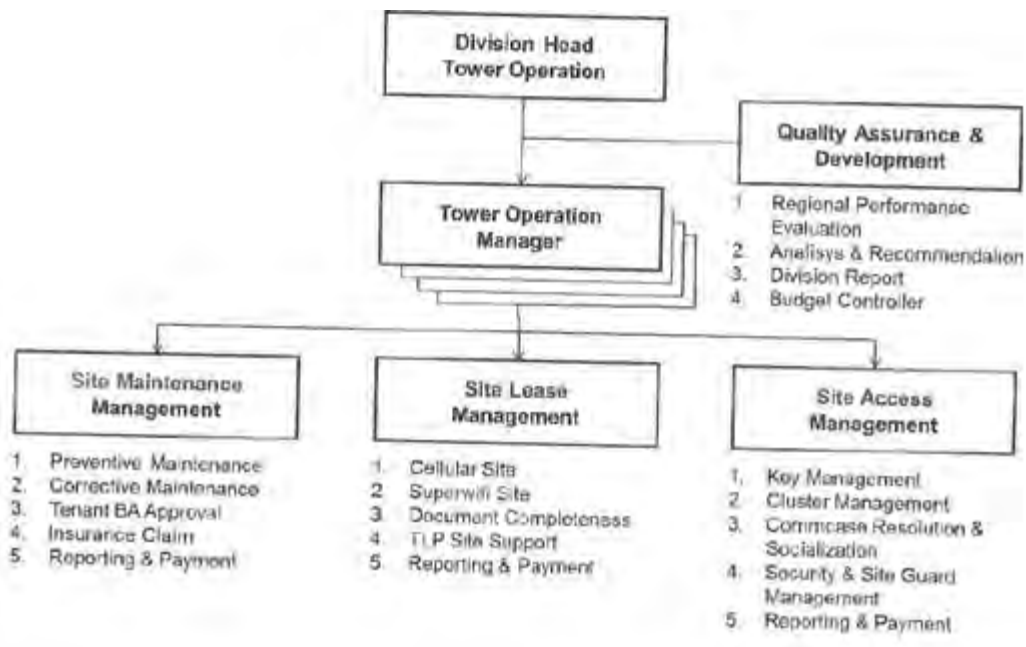 Division Head
Tower Operation
Quality Assurance &
Development
1. Regional Performance
Evaluation
2. Analisys & Recommendation
3. Division Report
4. Budget Controller
Tower Operation
Manager
Site Maintenance
Management
1. Preventive Maintenance
2. Corrective Maintenance
3. Tenant BA Approval
4. Insurance Claim
5. Reporting & Payment
Site Lease
Management
1. Cellular Site
2. Superwifi Site
3. Document Completeness
4. TLP Site Support
5. Reporting & Payment
Site Access
Management
1. Key Management
2. Cluster Management
3. Commcase Resolution &
Socialization
4. Security & Site Guard
Management
5. Reporting & Payment